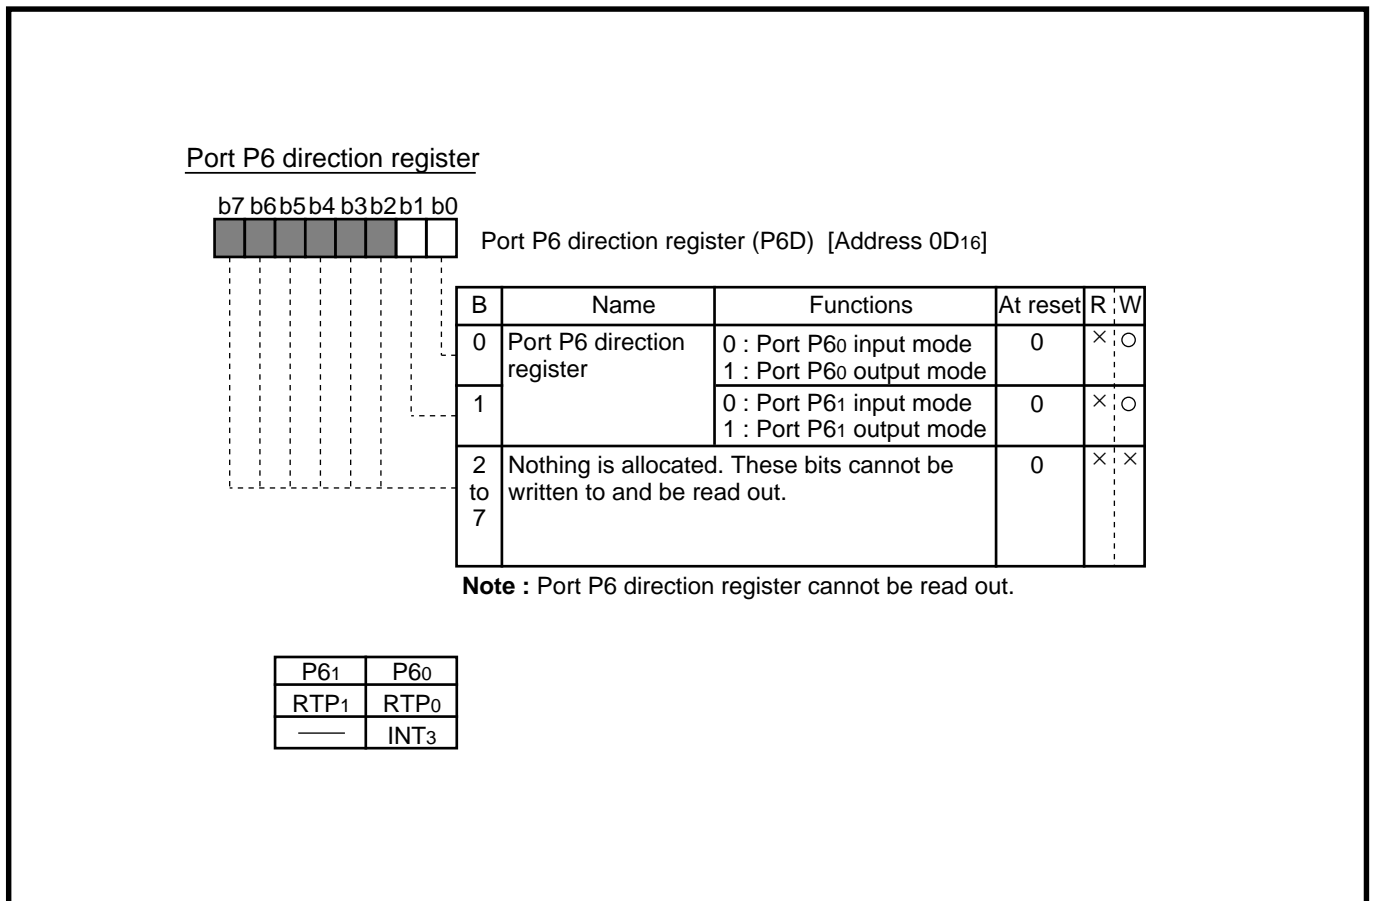 Port P6 direction register
b7 b6 b5 b4 b3 b2 b1 b0
Port P6 direction register (P6D) [Address 0D16]
B Name Functions At reset R W
0 Port P6 direction register 0 : Port P60 input mode 0 × ○
1 : Port P60 output mode
1 0 : Port P61 input mode 0 × ○
1 : Port P61 output mode
2 to 7 Nothing is allocated. These bits cannot be 0 × ×
written to and be read out.
Note : Port P6 direction register cannot be read out.
P61 P60
RTP1 RTP0
— INT3